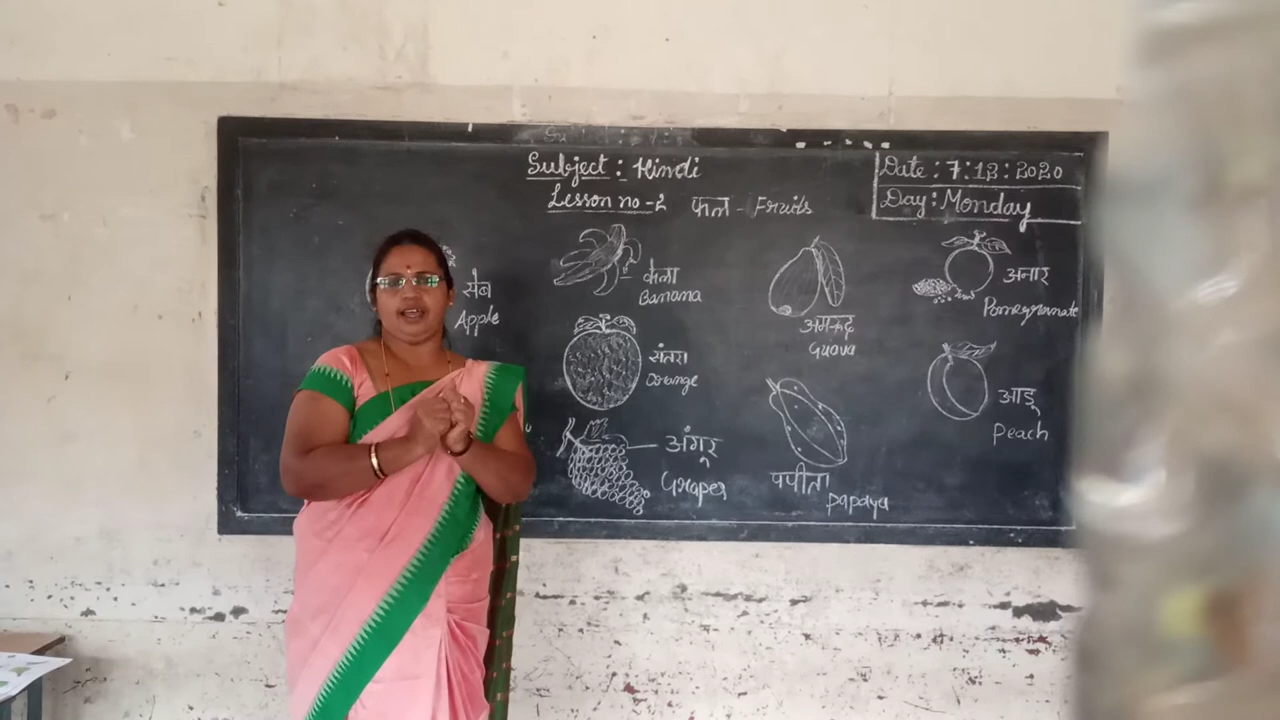 Subject : Hindi
Lesson no -2 फल - Fruits
Date : 7:12:2020
Day : Monday
सेब
Apple
केला
Banana
संतरा
Orange
अंगूर
Grapes
अमरूद
Guava
पपीता
papaya
अनार
Pomegranate
आड़ू
Peach